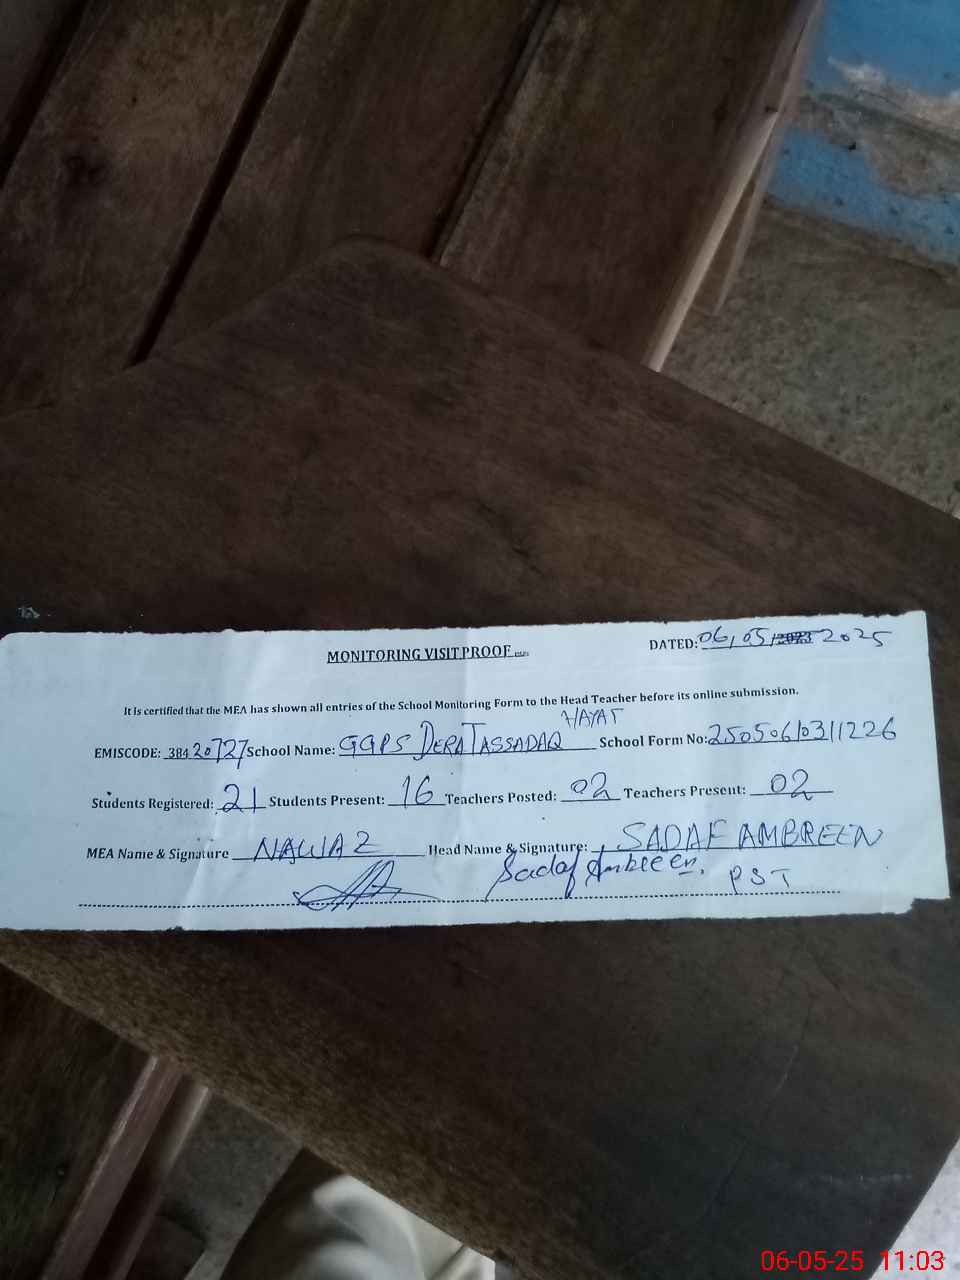 MONITORING VISIT PROOF
DATED: 06/05/2023 2025
It is certified that the MEA has shown all entries of the School Monitoring Form to the Head Teacher before its online submission.
HAYAT
EMISCODE: 38420727 School Name: GGPS DERA TASSADAQ School Form No: 25050610311226
Students Registered: 21 Students Present: 16 Teachers Posted: 02 Teachers Present: 02
MEA Name & Signature NAWAZ Head Name & Signature: SADAF AMBREEN
Sadaf Ambreen. PST
06-05-25 11:03